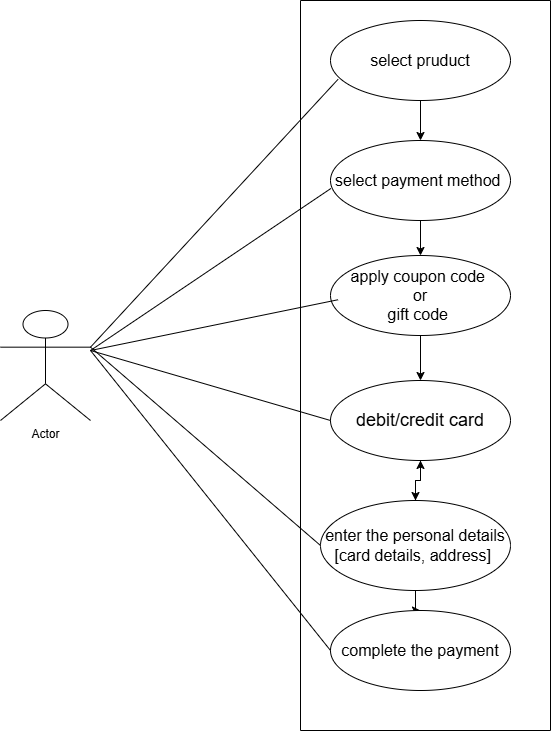 select pruduct
select payment method
apply coupon code
or
gift code
Actor
debit/credit card
enter the personal details
[card details, address]
complete the payment